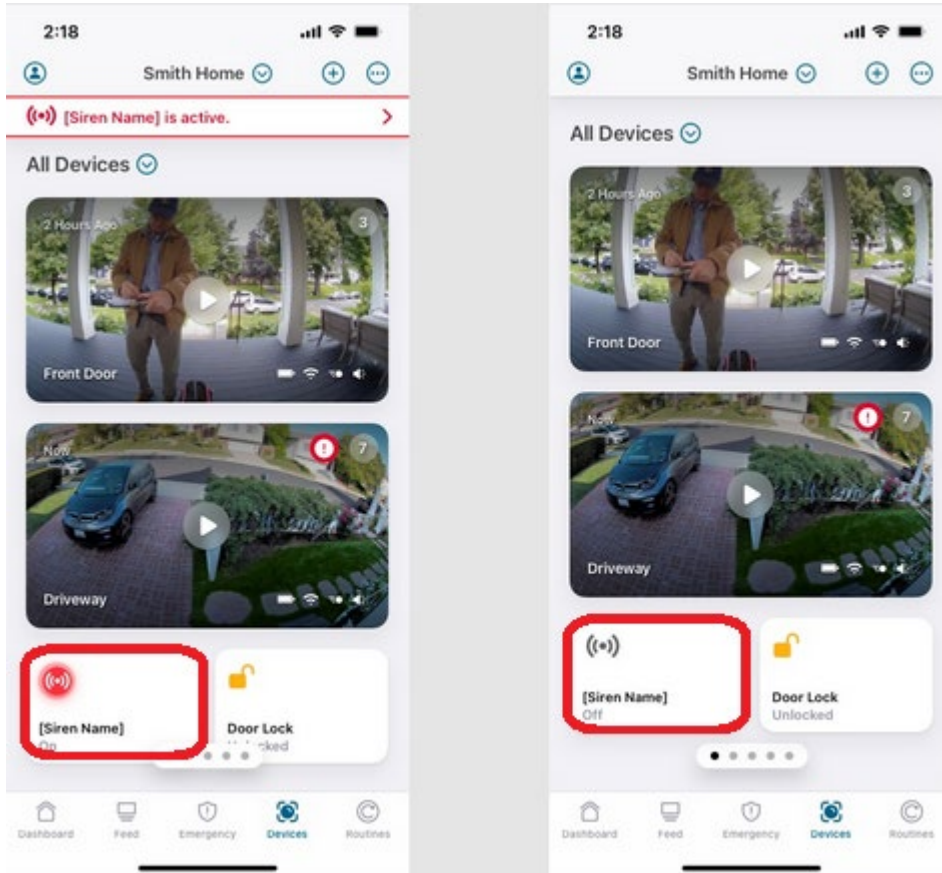 2:18
Smith Home
[Siren Name] is active.
All Devices
2 Hours Ago
3
Front Door
Now
7
Driveway
[Siren Name]
On
Door Lock
Unlocked
Dashboard
Feed
Emergency
Devices
Routines
2:18
Smith Home
All Devices
2 Hours Ago
3
Front Door
Now
7
Driveway
[Siren Name]
Off
Door Lock
Unlocked
Dashboard
Feed
Emergency
Devices
Routines